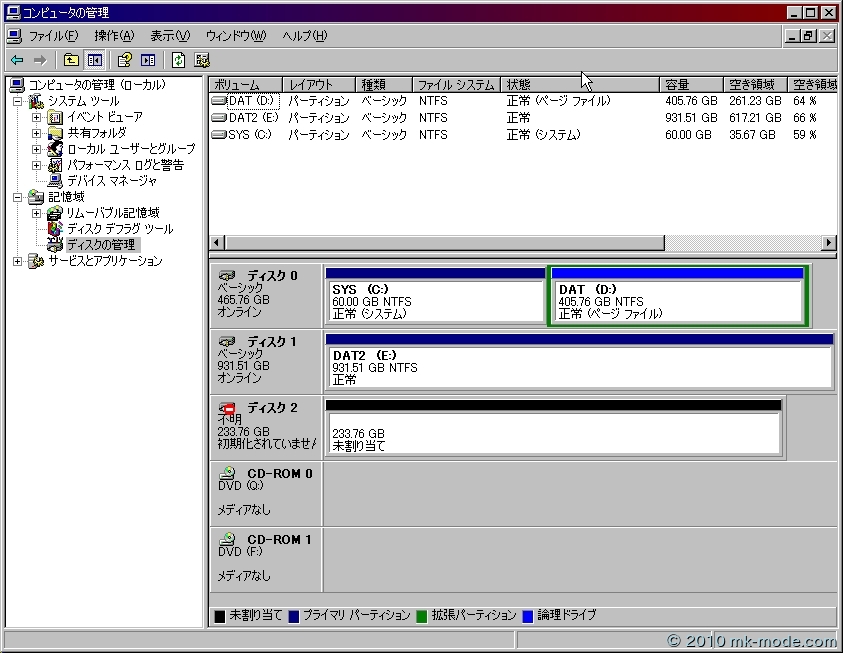 コンピュータの管理
ファイル(F) 操作(A) 表示(V) ウィンドウ(W) ヘルプ(H)
コンピュータの管理 (ローカル)
システム ツール
イベント ビューア
共有フォルダ
ローカル ユーザーとグループ
パフォーマンス ログと警告
デバイス マネージャ
記憶域
リムーバブル記憶域
ディスク デフラグ ツール
ディスクの管理
サービスとアプリケーション
ボリューム レイアウト 種類 ファイル システム 状態 容量 空き領域 空き領域
DAT (D:) パーティション ベーシック NTFS 正常 (ページ ファイル) 405.76 GB 261.23 GB 64 %
DAT2 (E:) パーティション ベーシック NTFS 正常 931.51 GB 617.21 GB 66 %
SYS (C:) パーティション ベーシック NTFS 正常 (システム) 60.00 GB 35.67 GB 59 %
ディスク 0
ベーシック
465.76 GB
オンライン
SYS (C:)
60.00 GB NTFS
正常 (システム)
DAT (D:)
405.76 GB NTFS
正常 (ページ ファイル)
ディスク 1
ベーシック
931.51 GB
オンライン
DAT2 (E:)
931.51 GB NTFS
正常
ディスク 2
不明
233.76 GB
初期化されていません
233.76 GB
未割り当て
CD-ROM 0
DVD (Q:)
メディアなし
CD-ROM 1
DVD (F:)
メディアなし
未割り当て プライマリ パーティション 拡張パーティション 論理ドライブ
© 2010 mk-mode.com